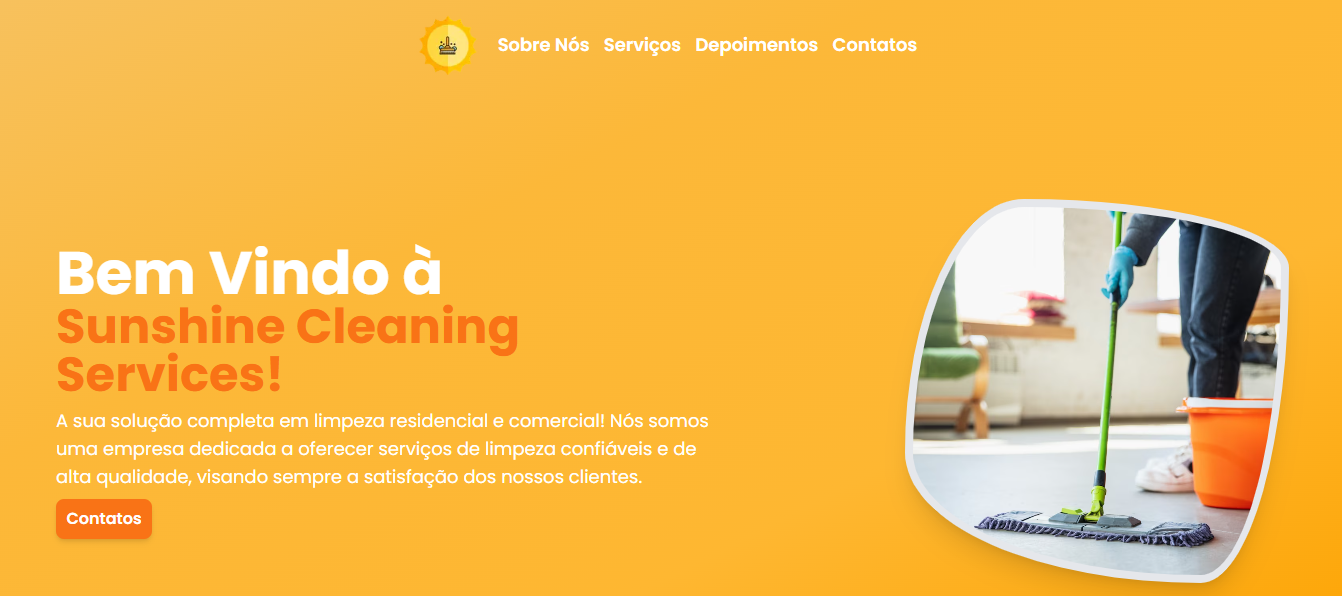 Sobre Nós Serviços Depoimentos Contatos
Bem Vindo à
Sunshine Cleaning
Services!
A sua solução completa em limpeza residencial e comercial! Nós somos
uma empresa dedicada a oferecer serviços de limpeza confiáveis e de
alta qualidade, visando sempre a satisfação dos nossos clientes.
Contatos